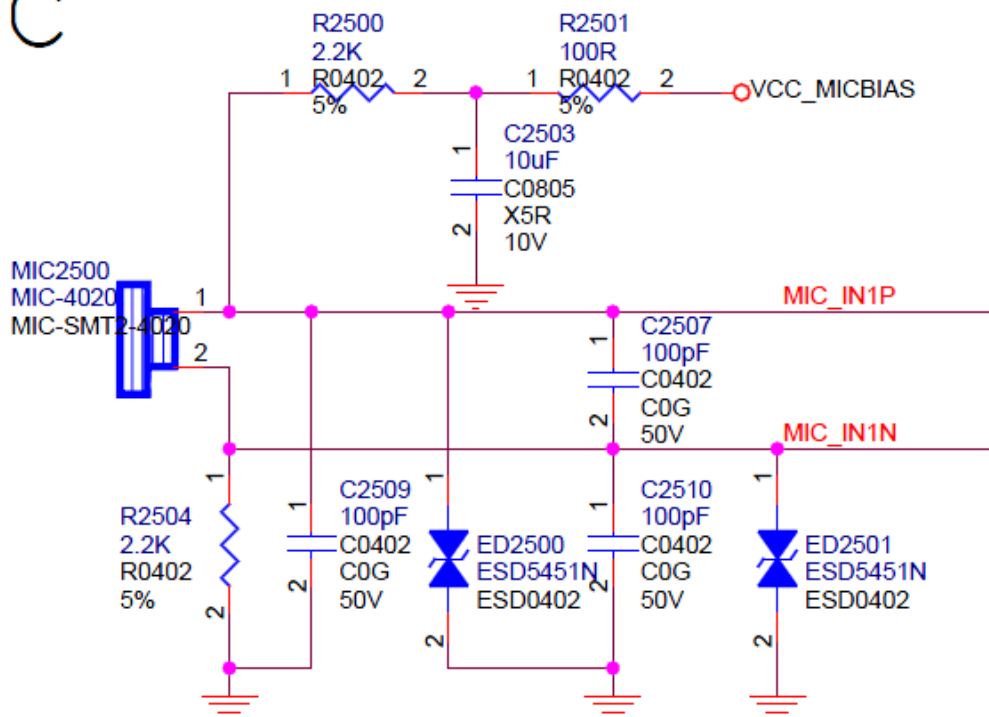 C
R2500
2.2K
1 R0402 2
5%
R2501
100R
1 R0402 2
5%
VCC_MICBIAS
C2503
1 10uF
C0805
X5R
2 10V
MIC2500
MIC-4020
MIC-SMT2-4020
1
2
MIC_IN1P
C2507
1 100pF
C0402
C0G
2 50V
MIC_IN1N
1
R2504
2.2K
R0402
5% 2
C2509
1 100pF
C0402
C0G
2 50V
1
ED2500
ESD5451N
ESD0402
2
C2510
1 100pF
C0402
C0G
2 50V
1
ED2501
ESD5451N
ESD0402
2